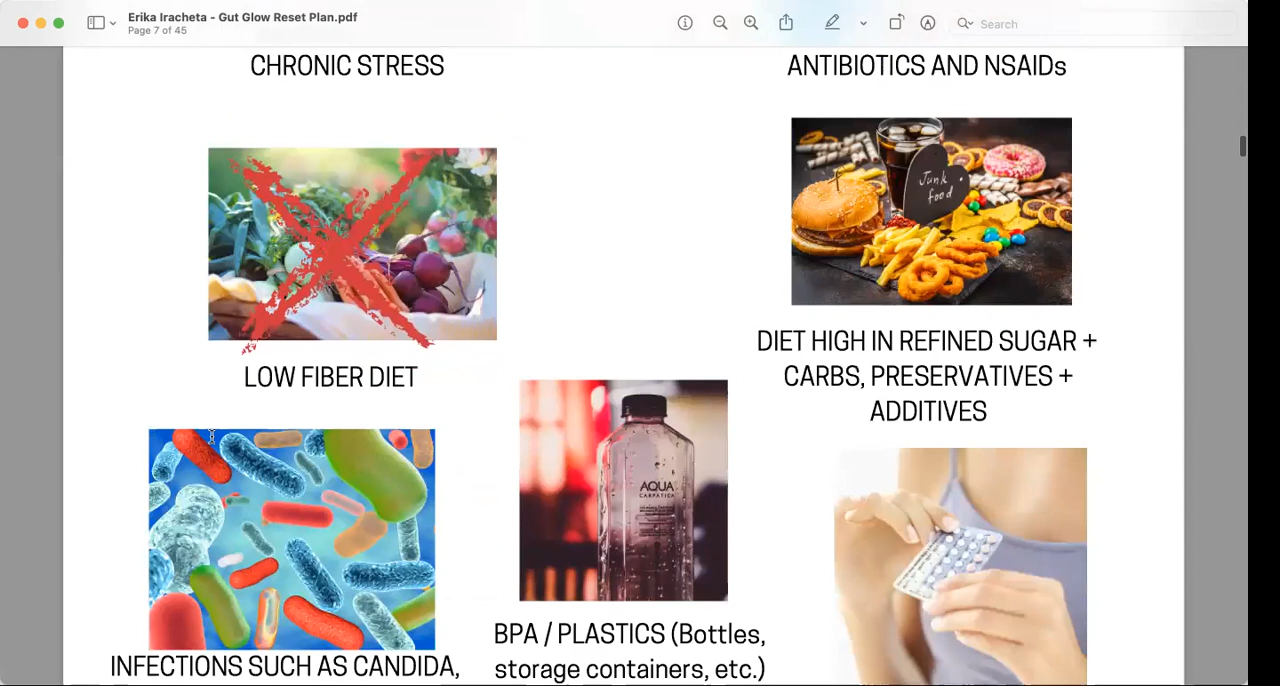 Erika Iracheta - Gut Glow Reset Plan.pdf
Page 7 of 45
Search
CHRONIC STRESS
ANTIBIOTICS AND NSAIDs
Junk
food
LOW FIBER DIET
DIET HIGH IN REFINED SUGAR +
CARBS, PRESERVATIVES +
ADDITIVES
AQUA
CARPATICA
BPA / PLASTICS (Bottles,
storage containers, etc.)
INFECTIONS SUCH AS CANDIDA,